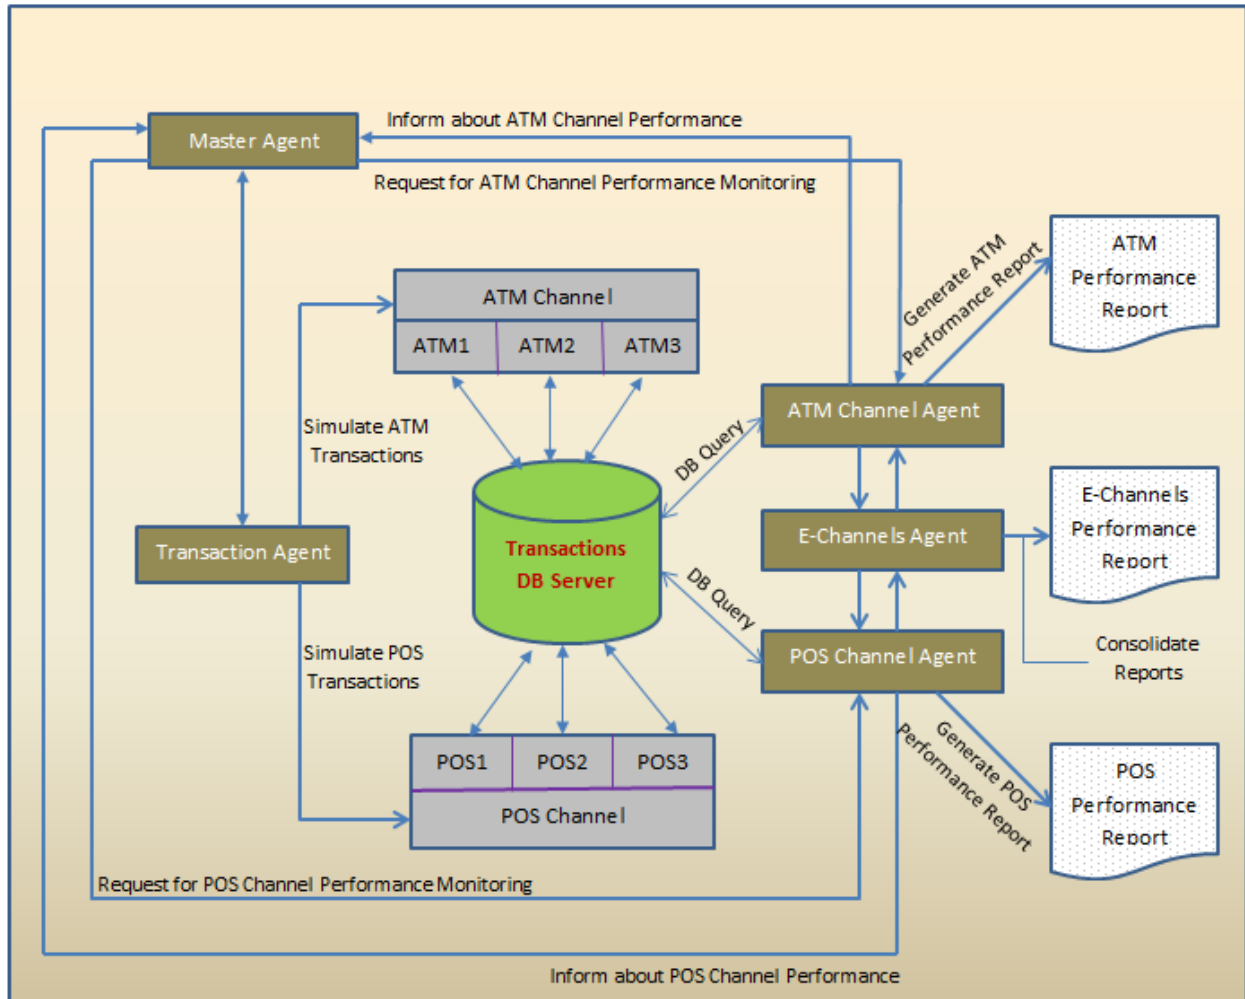 Inform about ATM Channel Performance
Master Agent
Request for ATM Channel Performance Monitoring
ATM
Performance
Report
Generate ATM
Performance Report
ATM Channel
ATM1
ATM2
ATM3
ATM Channel Agent
Simulate ATM
Transactions
DB Query
E-Channels
Performance
Report
Transactions
DB Server
E-Channels Agent
Transaction Agent
DB Query
Simulate POS
Transactions
POS Channel Agent
Consolidate
Reports
Generate POS
Performance Report
POS1
POS2
POS3
POS Channel
POS
Performance
Report
Request for POS Channel Performance Monitoring
Inform about POS Channel Performance